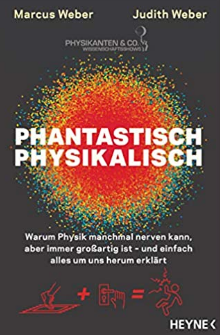 Marcus Weber Judith Weber
PHYSIKANTEN & CO.
WISSENSCHAFTSSHOWS
PHANTASTISCH
PHYSIKALISCH
Warum Physik manchmal nerven kann,
aber immer großartig ist – und einfach
alles um uns herum erklärt
HEYNE <